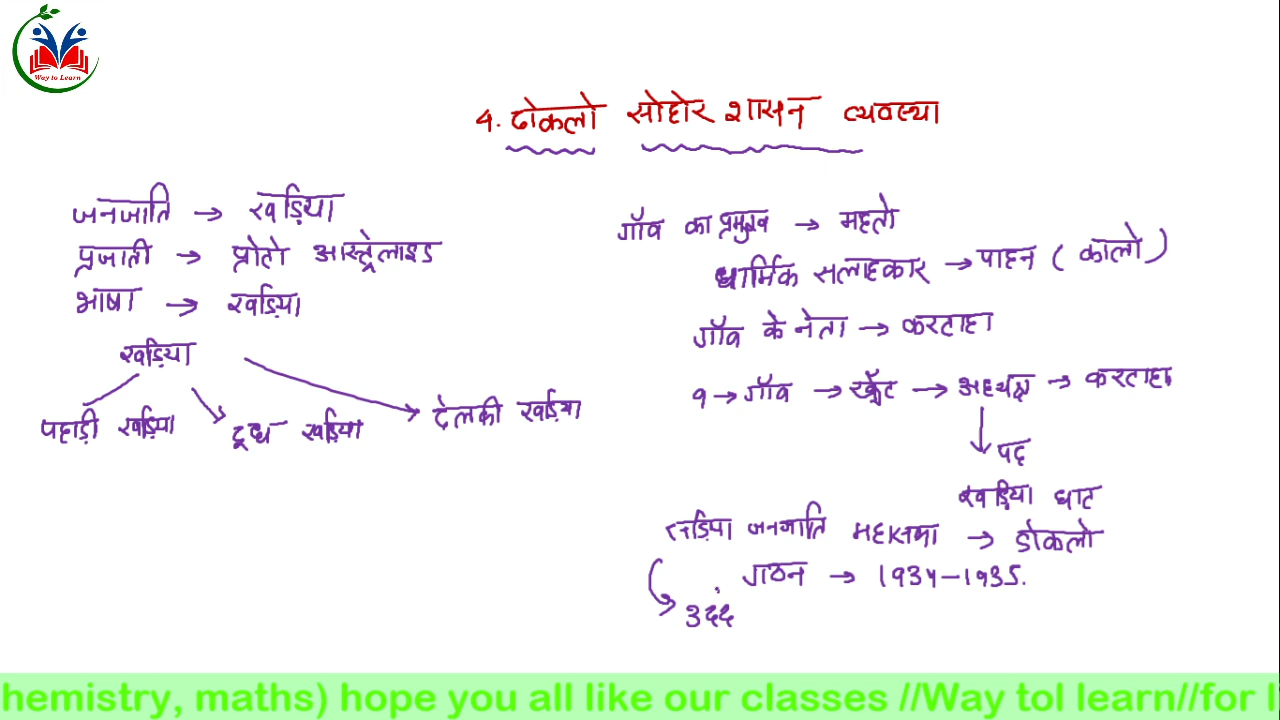 Way to Learn
4. ढोकलो सोहोर शासन व्यवस्था
जनजाति → खड़िया
प्रजाती → प्रोटो आस्ट्रेलाइड
भाषा → खड़िया
खड़िया
पहाड़ी खड़िया
दूध खड़िया
ढेलकी खड़िया
गाँव का प्रमुख → महतो
धार्मिक सलाहकार → पाहन ( कालो )
गाँव के नेता → करटाहा
9 → गाँव → खूँट → अध्यक्ष → करटाहा
पद
खड़िया घाट
खड़िया जनजाति महासभा → डोकलो
गठन → 1934-1935.
hemistry, maths) hope you all like our classes //Way tol learn//for l